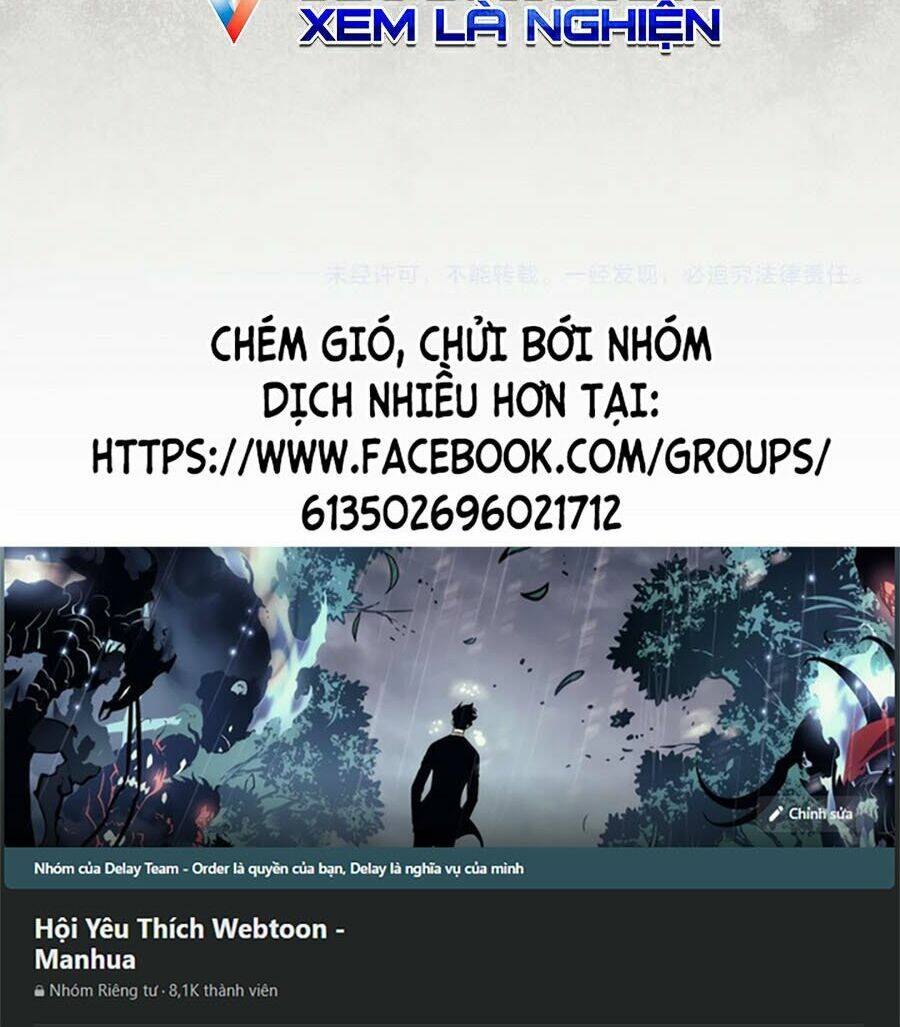 XEM LÀ NGHIỆN
未经许可，不能转载。一经发现，必追究法律责任。
CHÉM GIÓ, CHỬI BỚI NHÓM
DỊCH NHIỀU HƠN TẠI:
HTTPS://WWW.FACEBOOK.COM/GROUPS/
613502696021712
Chỉnh sửa
Nhóm của Delay Team - Order là quyền của bạn, Delay là nghĩa vụ của mình
Hội Yêu Thích Webtoon -
Manhua
Nhóm Riêng tư · 8,1K thành viên